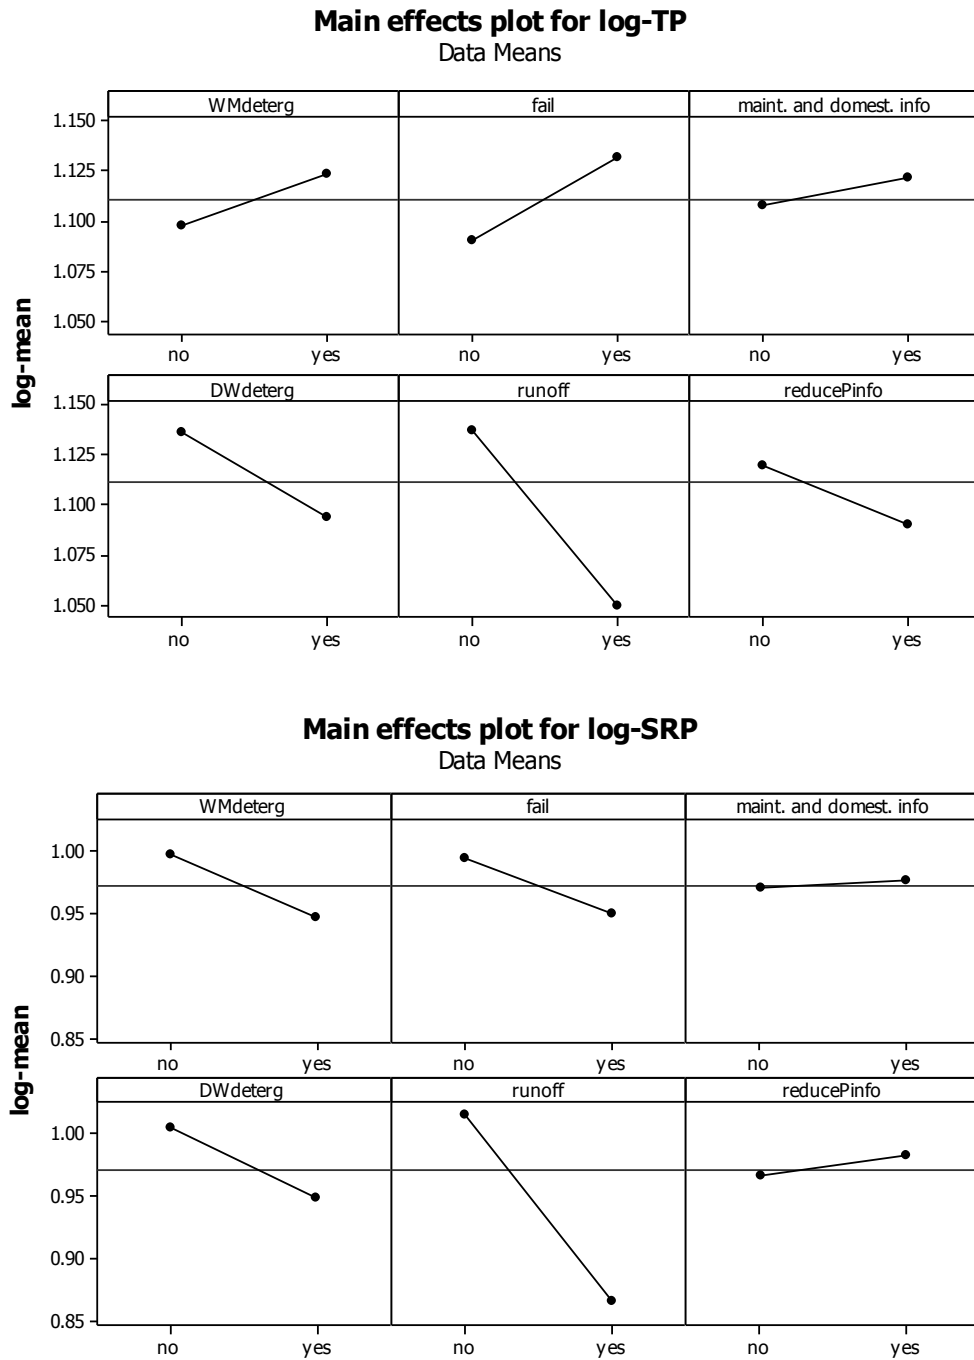 Main effects plot for log-TP
Data Means
WMdeterg fail maint. and domest. info
1.150
1.125
1.100
1.075
1.050
no yes no yes no yes
DWdeterg runoff reducePinfo
1.150
1.125
1.100
1.075
1.050
no yes no yes no yes
log-mean
Main effects plot for log-SRP
Data Means
WMdeterg fail maint. and domest. info
1.00
0.95
0.90
0.85
no yes no yes no yes
DWdeterg runoff reducePinfo
1.00
0.95
0.90
0.85
no yes no yes no yes
log-mean